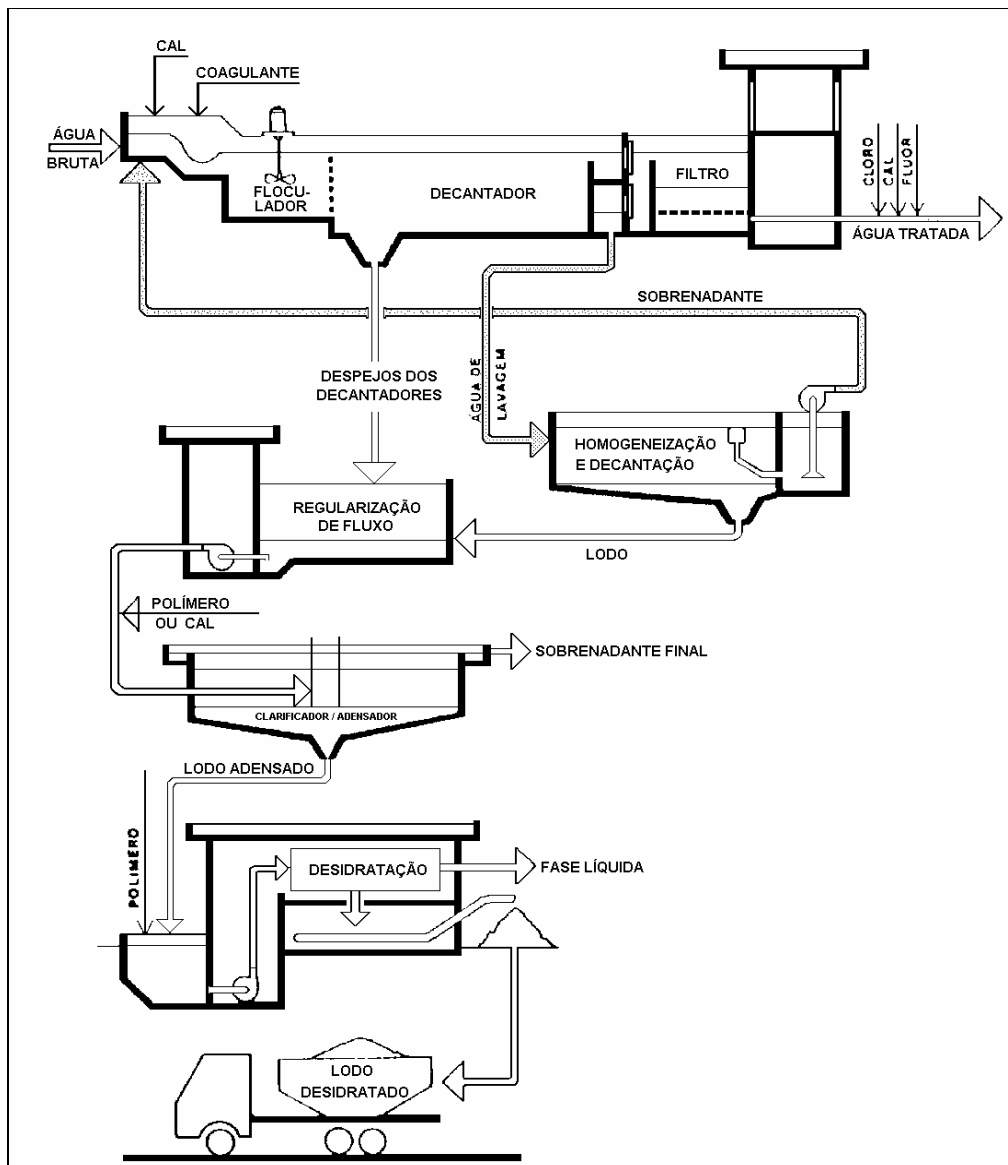 CAL
COAGULANTE
ÁGUA
BRUTA
FLOCU-
LADOR
DECANTADOR
FILTRO
CLORO
CAL
FLUOR
ÁGUA TRATADA
SOBRENADANTE
DESPEJOS DOS
DECANTADORES
ÁGUA DE
LAVAGEM
HOMOGENEIZAÇÃO
E DECANTAÇÃO
REGULARIZAÇÃO
DE FLUXO
LODO
POLÍMERO
OU CAL
SOBRENADANTE FINAL
CLARIFICADOR / ADENSADOR
LODO ADENSADO
POLIMERO
DESIDRATAÇÃO
FASE LÍQUIDA
LODO
DESIDRATADO